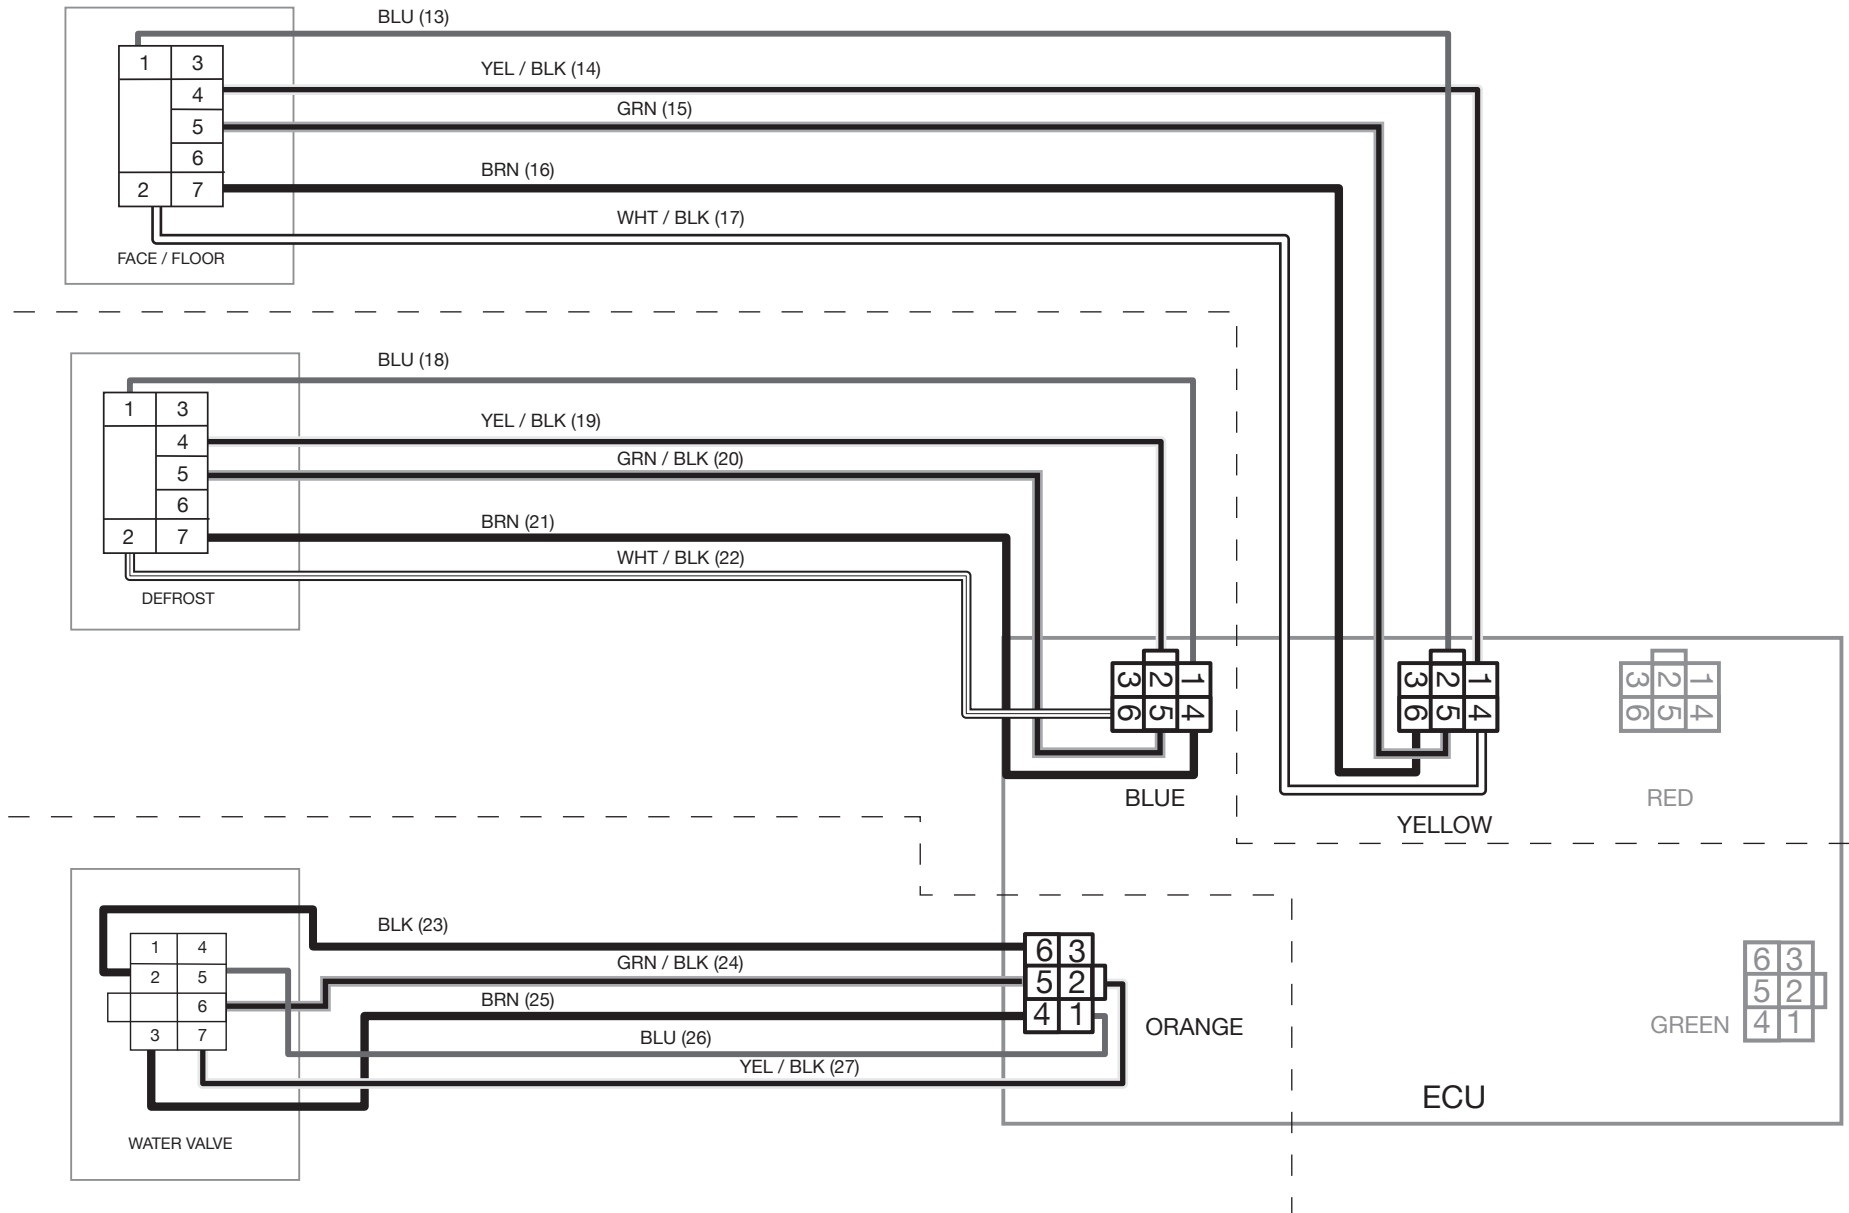 BLU (13)
1 3
YEL / BLK (14)
4
GRN (15)
5
6
BRN (16)
2 7
WHT / BLK (17)
FACE / FLOOR
BLU (18)
1 3
YEL / BLK (19)
4
GRN / BLK (20)
5
6
BRN (21)
2 7
WHT / BLK (22)
DEFROST
3 2 1
6 5 4
BLUE
3 2 1
6 5 4
YELLOW
3 2 1
6 5 4
RED
BLK (23)
1 4
GRN / BLK (24)
2 5
6
BRN (25)
3 7
BLU (26)
YEL / BLK (27)
WATER VALVE
6 3
5 2
4 1
ORANGE
6 3
5 2
4 1
GREEN
ECU